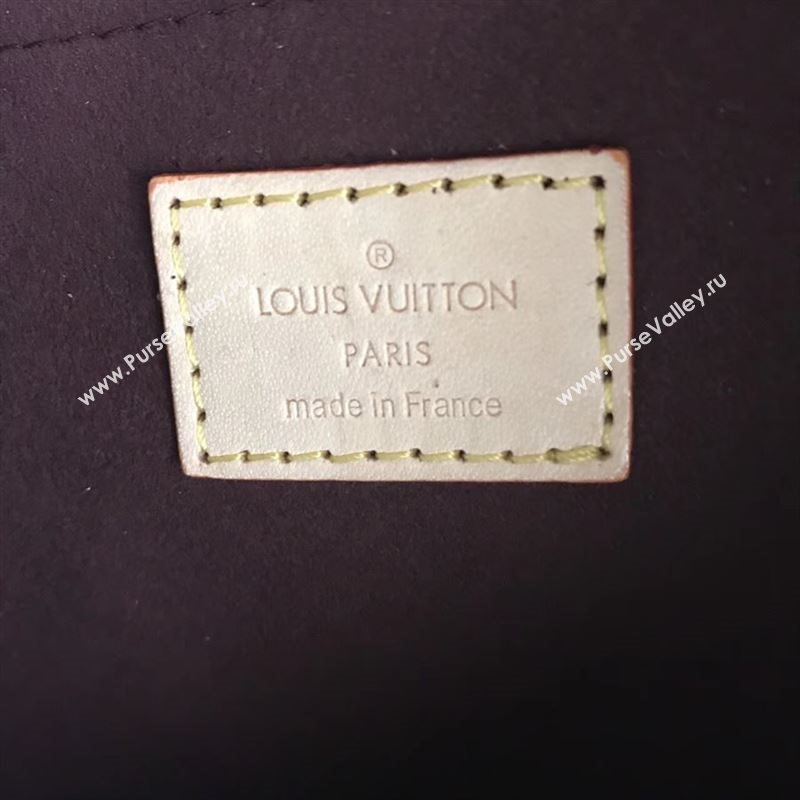 ®
LOUIS VUITTON
PARIS
made in France
www.PurseValley.ru
www.PurseValley.ru